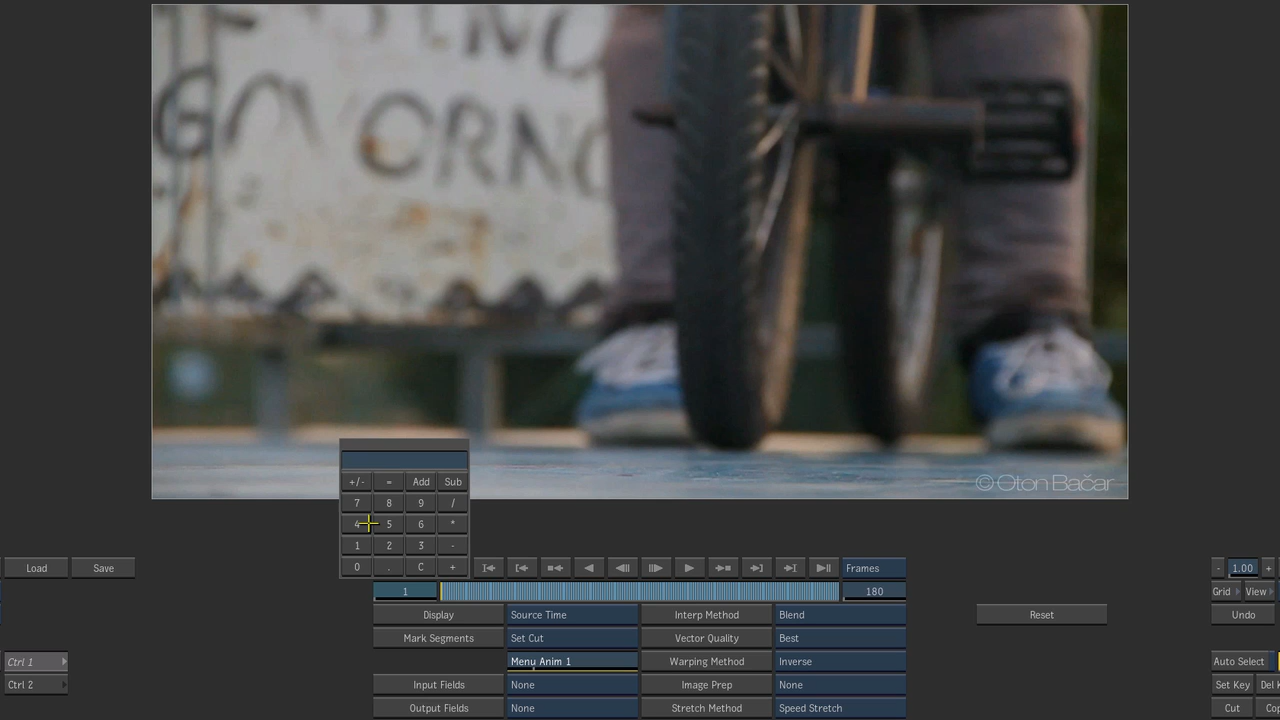 GOVORNO
© Oton Bačar
+/- = Add Sub
7 8 9 /
4 5 6 *
1 2 3 -
0 . C +
Load Save
Frames
- 1.00 +
1
180
Grid View
Display Source Time Interp Method Blend
Reset
Undo
Mark Segments Set Cut Vector Quality Best
Ctrl 1
Menu Anim 1 Warping Method Inverse
Auto Select
Ctrl 2
Input Fields None Image Prep None
Set Key Del
Output Fields None Stretch Method Speed Stretch
Cut